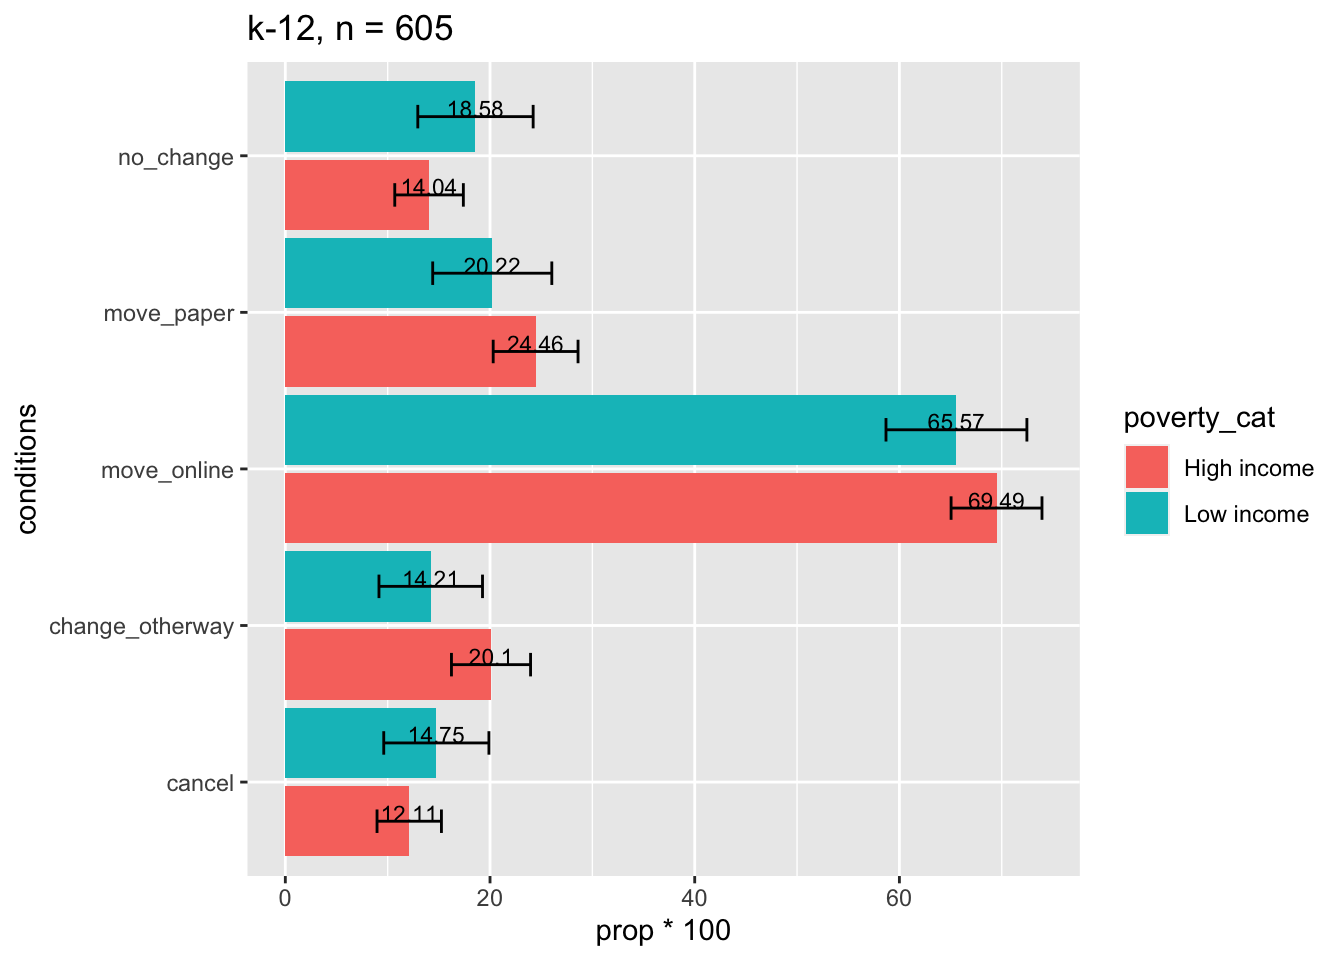 k-12, n = 605
18.58
no_change
14.04
20.22
move_paper
24.46
65.57
move_online
69.49
14.21
change_otherway
20.1
14.75
cancel
12.11
0 20 40 60
prop * 100
conditions
poverty_cat
High income
Low income